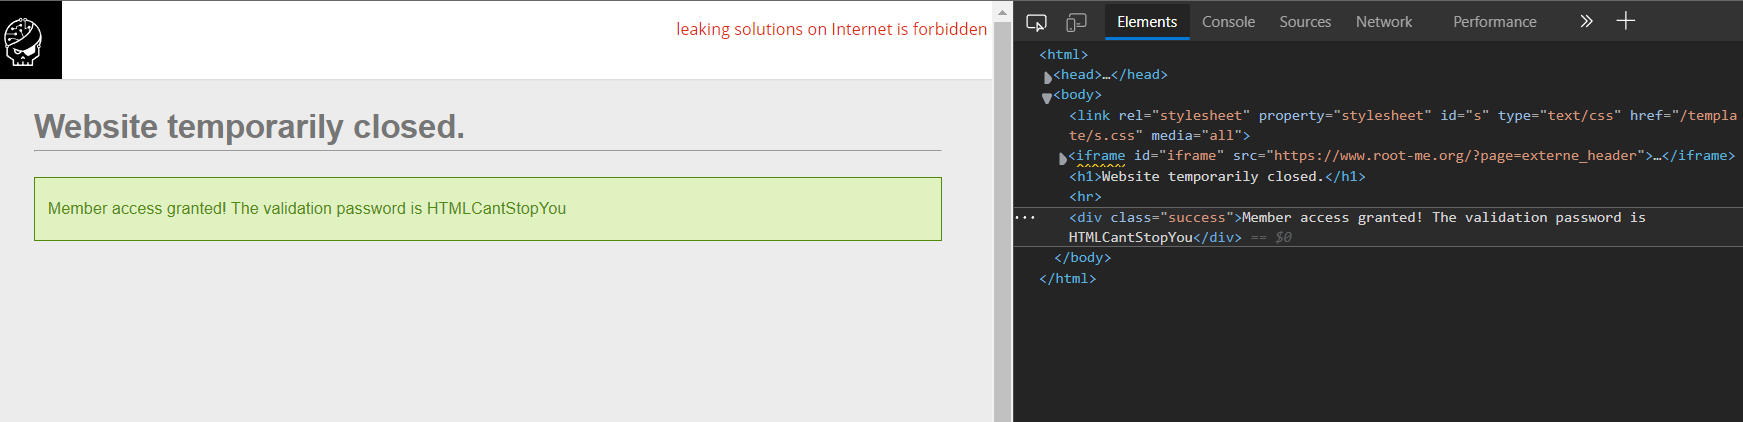 leaking solutions on Internet is forbidden
Website temporarily closed.
Member access granted! The validation password is HTMLCantStopYou
Elements Console Sources Network Performance
<html>
<head>…</head>
<body>
<link rel="stylesheet" property="stylesheet" id="s" type="text/css" href="/templa
te/s.css" media="all">
<iframe id="iframe" src="https://www.root-me.org/?page=externe_header">…</iframe>
<h1>Website temporarily closed.</h1>
<hr>
<div class="success">Member access granted! The validation password is
HTMLCantStopYou</div> == $0
</body>
</html>